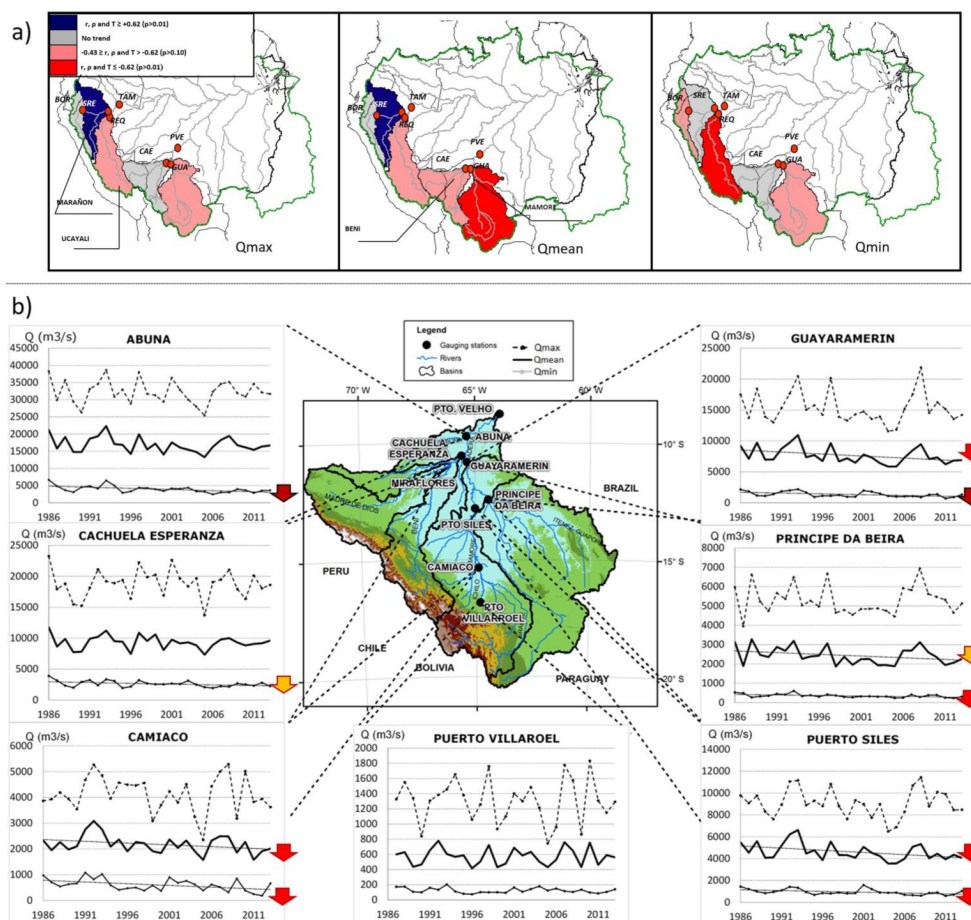 a)
r, ρ and T ≥ +0.62 (p>0.01)
No trend
-0.43 ≥ r, ρ and T > -0.62 (p>0.10)
r, ρ and T ≤ -0.62 (p>0.01)
BOR
SRE
TAM
REQ
PVE
CAE
GUA
MARAÑON
UCAYALI
Qmax
BOR
SRE
TAM
REQ
PVE
CAE
GUA
BENI
MAMORE
Qmean
BOR
SRE
TAM
REQ
PVE
CAE
GUA
Qmin
b)
Q (m3/s)
ABUNA
45000
40000
35000
30000
25000
20000
15000
10000
5000
0
1986 1991 1996 2001 2006 2011
Legend
Gauging stations
Rivers
Basins
Qmax
Qmean
Qmin
Q (m3/s)
GUAYARAMERIN
25000
20000
15000
10000
5000
0
1986 1991 1996 2001 2006 2011
70° W 65° W 60° W
10° S
15° S
20° S
PTO. VELHO
ABUNA
CACHUELA
ESPERANZA
GUAYARAMERIN
MIRAFLORES
PRINCIPE
DA BEIRA
PTO SILES
CAMIACO
PTO
VILLARROEL
MADRE DE DIOS
BENI
BRAZIL
PERU
CHILE
BOLIVIA
PARAGUAY
Q (m3/s)
CACHUELA ESPERANZA
25000
20000
15000
10000
5000
0
1986 1991 1996 2001 2006 2011
Q (m3/s)
PRINCIPE DA BEIRA
8000
7000
6000
5000
4000
3000
2000
1000
0
1986 1991 1996 2001 2006 2011
Q (m3/s)
CAMIACO
6000
5000
4000
3000
2000
1000
0
1986 1991 1996 2001 2006 2011
Q (m3/s)
PUERTO VILLAROEL
2000
1800
1600
1400
1200
1000
800
600
400
200
0
1987 1992 1997 2002 2007 2012
Q (m3/s)
PUERTO SILES
14000
12000
10000
8000
6000
4000
2000
0
1986 1991 1996 2001 2006 2011